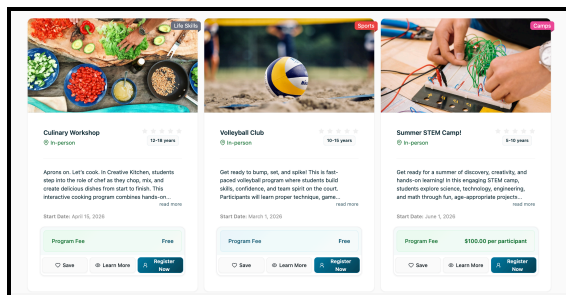 Life Skills
Culinary Workshop
In-person
12-19 years
Aprons on. Let's cook. In Creative Kitchen, students
step into the role of chef as they chop, mix, and
create delicious dishes from start to finish. This
interactive cooking program combines hands-on...
read more
Start Date: April 15, 2026
Program Fee
Free
Save
Learn More
Register
Now
Sports
Volleyball Club
In-person
10-15 years
Get ready to bump, set, and spike! This is fast-
paced volleyball program where students build
skills, confidence, and team spirit on the court.
Participants will learn proper technique, game...
read more
Start Date: March 1, 2026
Program Fee
Free
Save
Learn More
Register
Now
Camps
Summer STEM Camp!
In-person
5-10 years
Get ready for a summer of discovery, creativity, and
hands-on learning! In this engaging STEM camp,
students explore science, technology, engineering,
and math through fun, age-appropriate projects...
read more
Start Date: June 1, 2026
Program Fee
$100.00 per participant
Save
Learn More
Register
Now